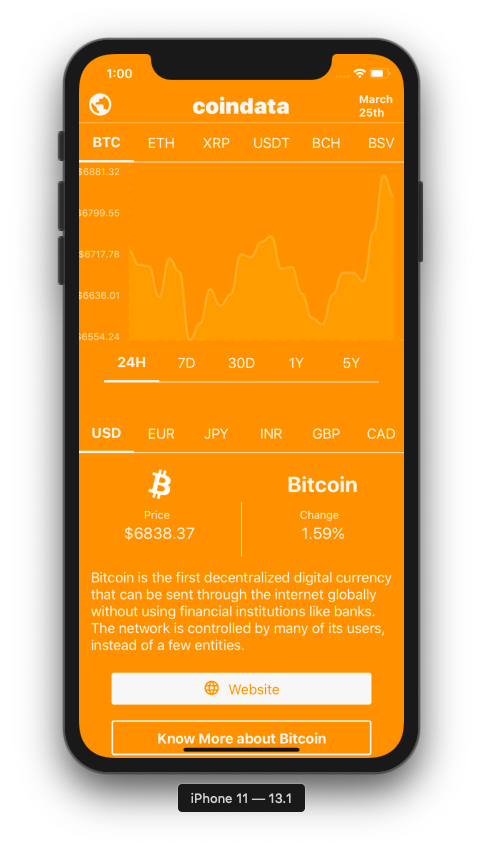 1:00
coindata
March
25th
BTC ETH XRP USDT BCH BSV
$6881.32
$6799.55
$6717.78
$6636.01
$6554.24
24H 7D 30D 1Y 5Y
USD EUR JPY INR GBP CAD
Bitcoin
Price Change
$6838.37 1.59%
Bitcoin is the first decentralized digital currency
that can be sent through the internet globally
without using financial institutions like banks.
The network is controlled by many of its users,
instead of a few entities.
Website
Know More about Bitcoin
iPhone 11 — 13.1